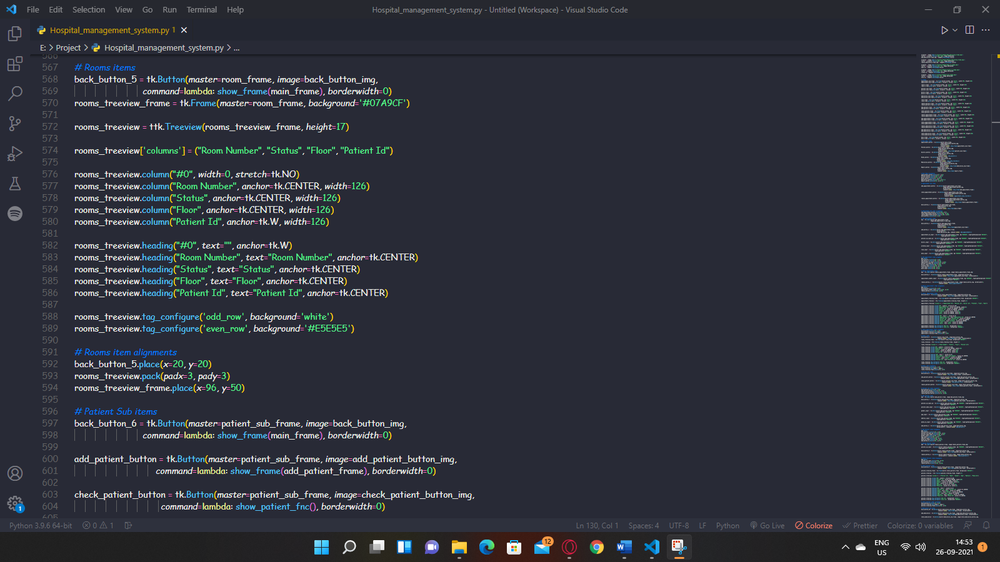 File Edit Selection View Go Run Terminal Help
Hospital_management_system.py - Untitled (Workspace) - Visual Studio Code
Hospital_management_system.py 1
E: > Project > Hospital_management_system.py > ...
566
567 # Rooms items
568 back_button_5 = tk.Button(master=room_frame, image=back_button_img,
569 command=lambda: show_frame(main_frame), borderwidth=0)
570 rooms_treeview_frame = tk.Frame(master=room_frame, background='#07A9CF')
571
572 rooms_treeview = ttk.Treeview(rooms_treeview_frame, height=17)
573
574 rooms_treeview['columns'] = ("Room Number", "Status", "Floor", "Patient Id")
575
576 rooms_treeview.column("#0", width=0, stretch=tk.NO)
577 rooms_treeview.column("Room Number", anchor=tk.CENTER, width=126)
578 rooms_treeview.column("Status", anchor=tk.CENTER, width=126)
579 rooms_treeview.column("Floor", anchor=tk.CENTER, width=126)
580 rooms_treeview.column("Patient Id", anchor=tk.W, width=126)
581
582 rooms_treeview.heading("#0", text="", anchor=tk.W)
583 rooms_treeview.heading("Room Number", text="Room Number", anchor=tk.CENTER)
584 rooms_treeview.heading("Status", text="Status", anchor=tk.CENTER)
585 rooms_treeview.heading("Floor", text="Floor", anchor=tk.CENTER)
586 rooms_treeview.heading("Patient Id", text="Patient Id", anchor=tk.CENTER)
587
588 rooms_treeview.tag_configure('odd_row', background='white')
589 rooms_treeview.tag_configure('even_row', background='#E5E5E5')
590
591 # Rooms item alignments
592 back_button_5.place(x=20, y=20)
593 rooms_treeview.pack(padx=3, pady=3)
594 rooms_treeview_frame.place(x=96, y=50)
595
596 # Patient Sub items
597 back_button_6 = tk.Button(master=patient_sub_frame, image=back_button_img,
598 command=lambda: show_frame(main_frame), borderwidth=0)
599
600 add_patient_button = tk.Button(master=patient_sub_frame, image=add_patient_button_img,
601 command=lambda: show_frame(add_patient_frame), borderwidth=0)
602
603 check_patient_button = tk.Button(master=patient_sub_frame, image=check_patient_button_img,
604 command=lambda: show_patient_fnc(), borderwidth=0)
605
1
Python 3.9.6 64-bit 0 1 Ln 130, Col 1 Spaces: 4 UTF-8 LF Python Go Live Colorize Prettier Colorize: 0 variables
12
ENG
US
14:53
26-09-2021
1